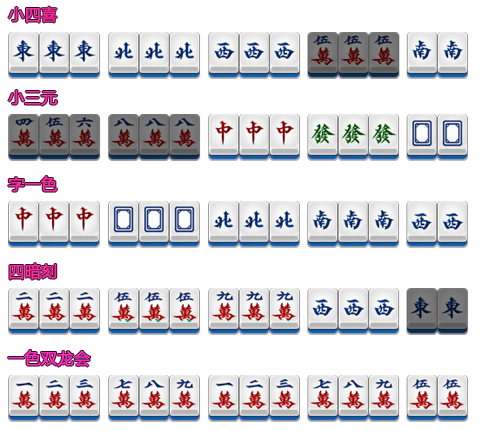 小四喜
東東東 北北北 西西西 伍萬伍萬伍萬 南南
小三元
四萬伍萬六萬 八萬八萬八萬 中中中 發發發
字一色
中中中 北北北 南南南 西西
四暗刻
二萬二萬二萬 伍萬伍萬伍萬 九萬九萬九萬 西西西 東東
一色双龙会
一萬二萬三萬 七萬八萬九萬 一萬二萬三萬 七萬八萬九萬 伍萬伍萬